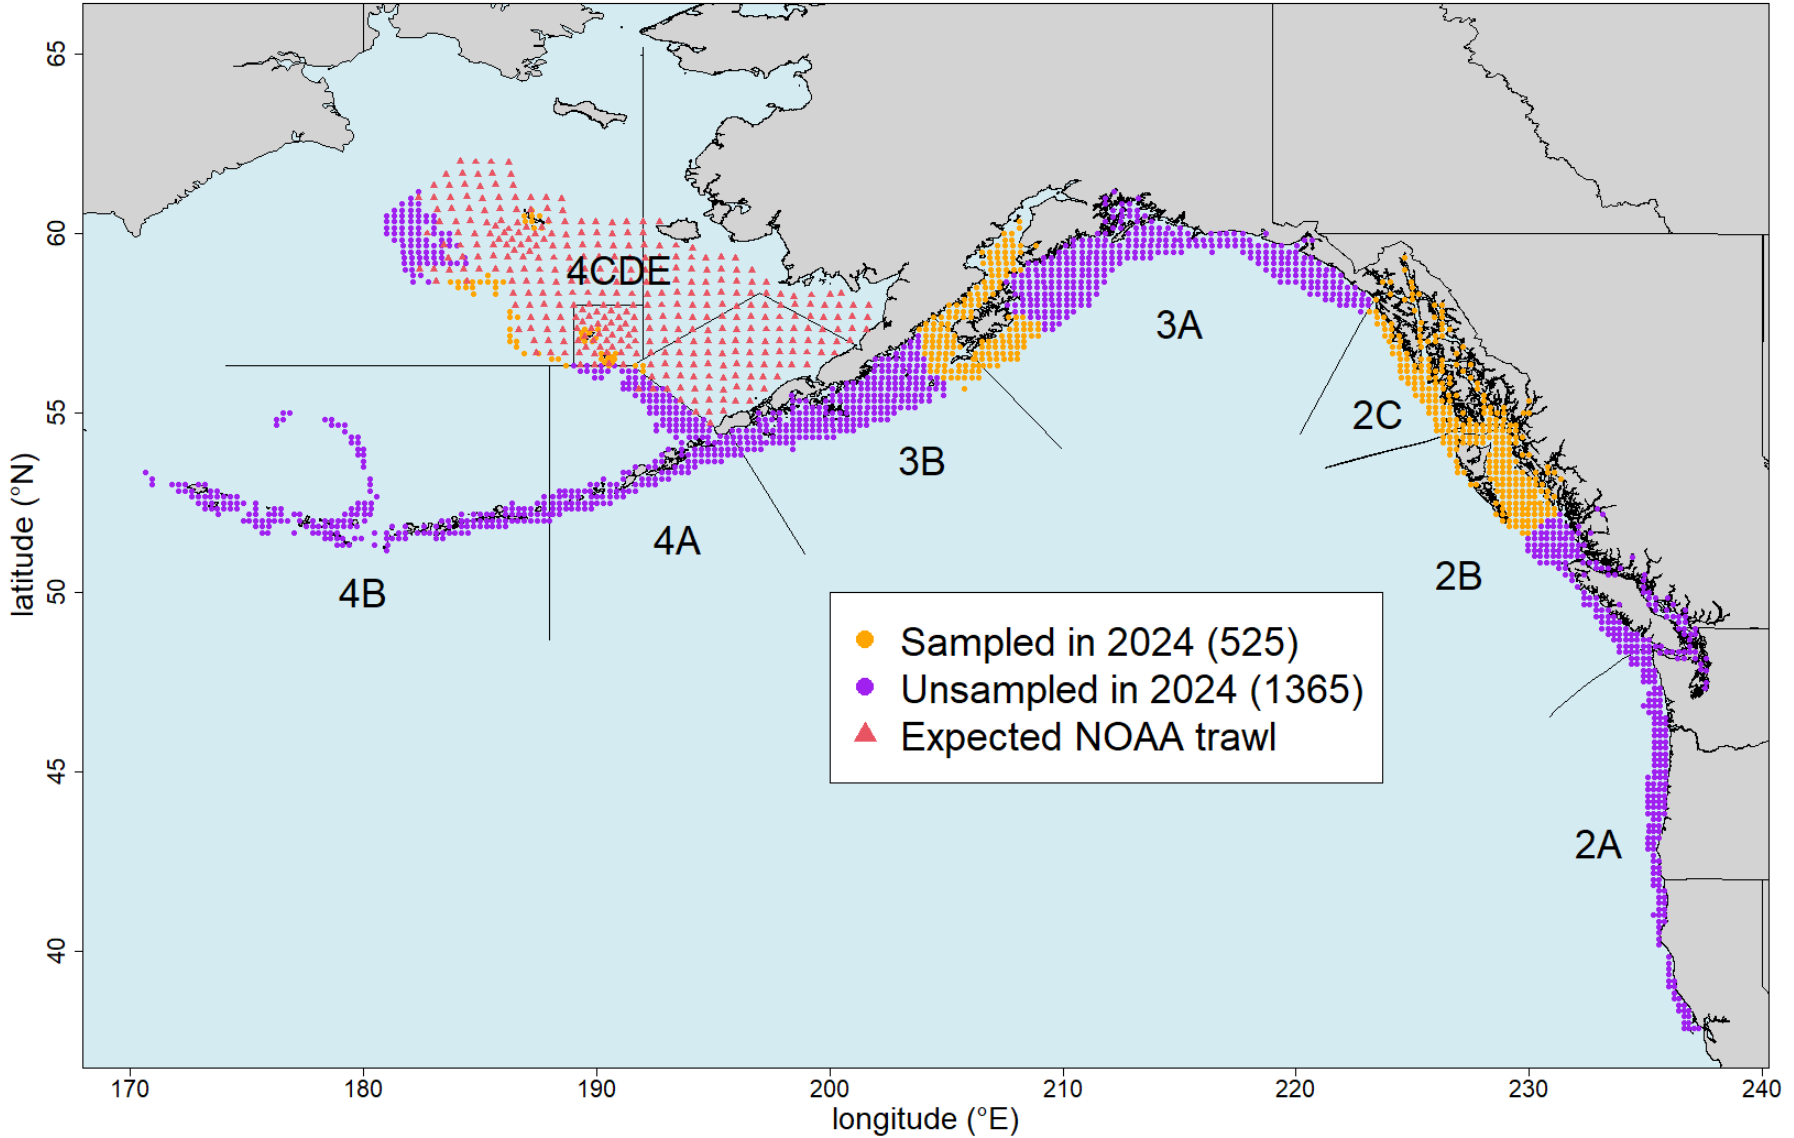 65
60
55
50
45
40
latitude (°N)
4CDE
3A
2C
3B
4A
2B
4B
2A
Sampled in 2024 (525)
Unsampled in 2024 (1365)
Expected NOAA trawl
170
180
190
200
210
220
230
240
longitude (°E)